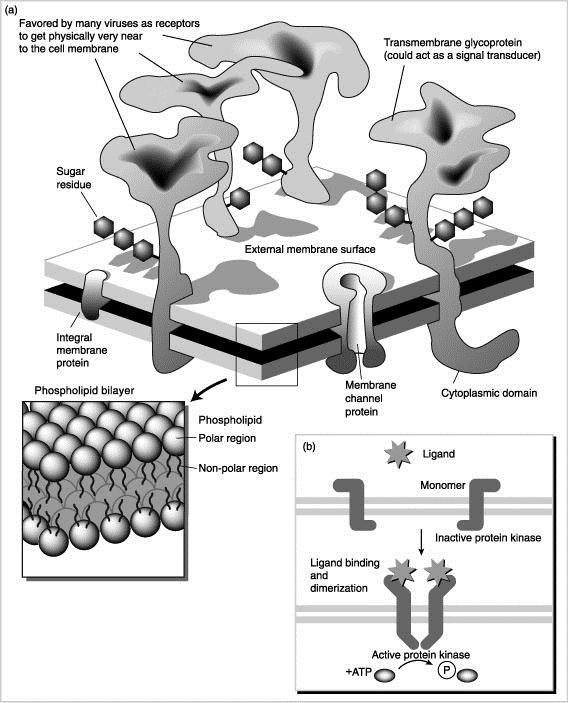 (a)
Favored by many viruses as receptors
to get physically very near
to the cell membrane
Transmembrane glycoprotein
(could act as a signal transducer)
Sugar
residue
External membrane surface
Integral
membrane
protein
Membrane
channel
protein
Cytoplasmic domain
Phospholipid bilayer
Phospholipid
Polar region
Non-polar region
(b)
Ligand
Monomer
Inactive protein kinase
Ligand binding
and
dimerization
Active protein kinase
+ATP
P